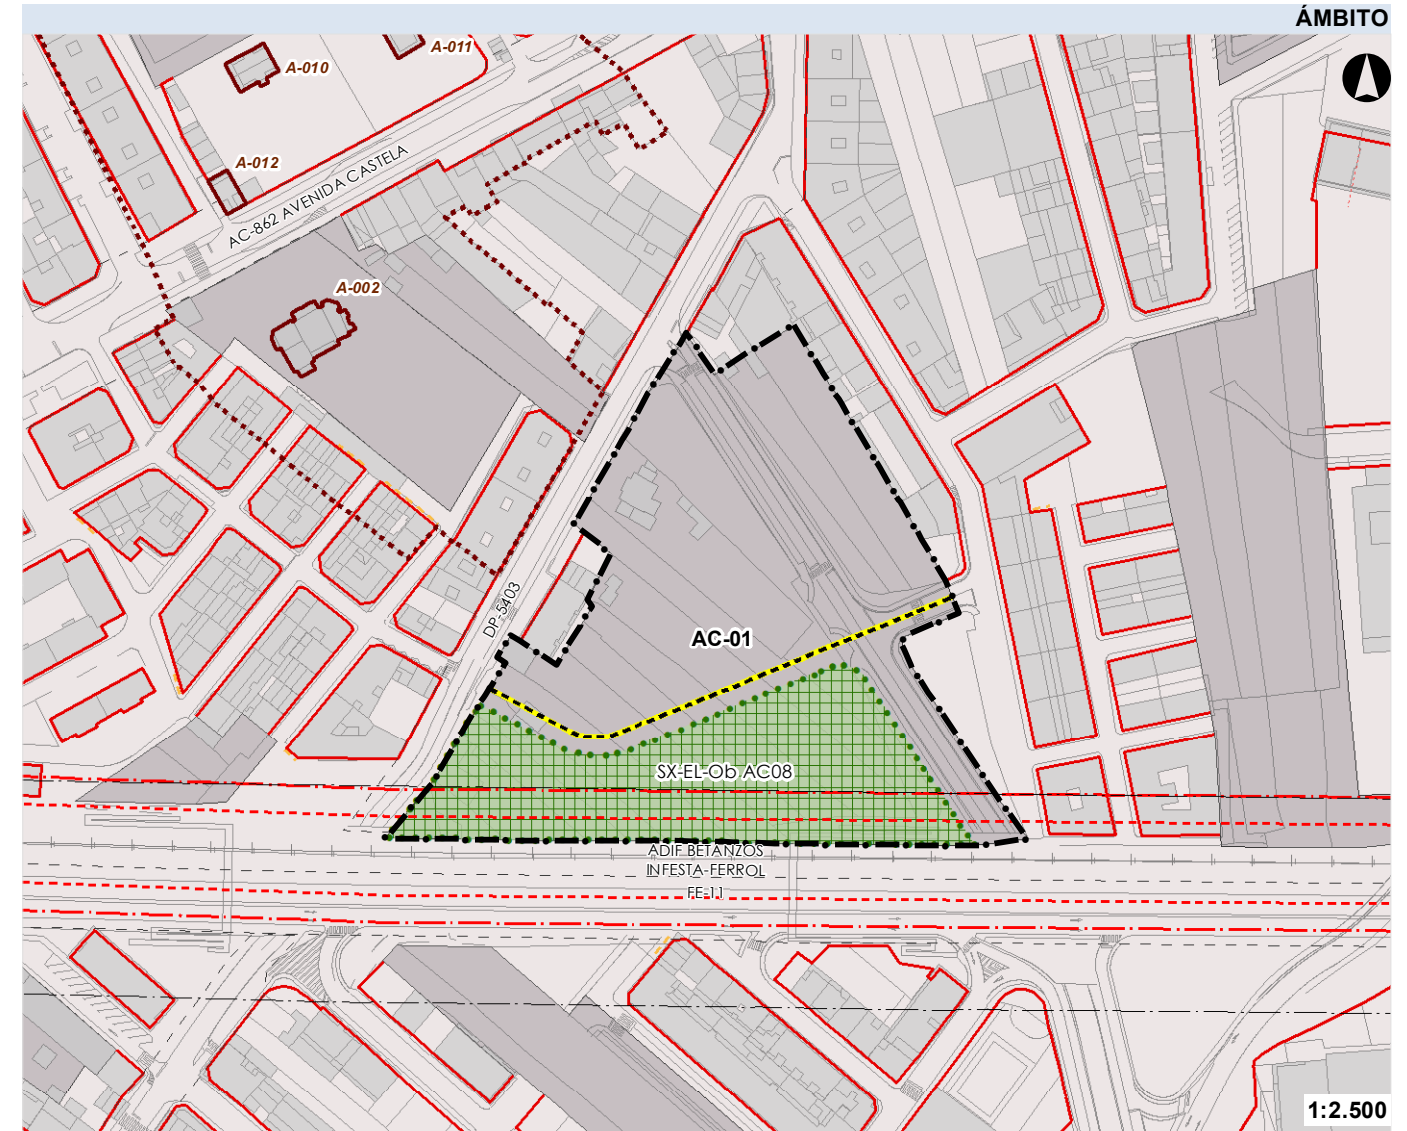 ÁMBITO
A-011
A-010
A-012
AC-862 AVENIDA CASTELA
A-002
DP-5403
AC-01
SX-EL-Ob AC08
ADIF BETANZOS
INFESTA-FERROL
FE-11
1:2.500